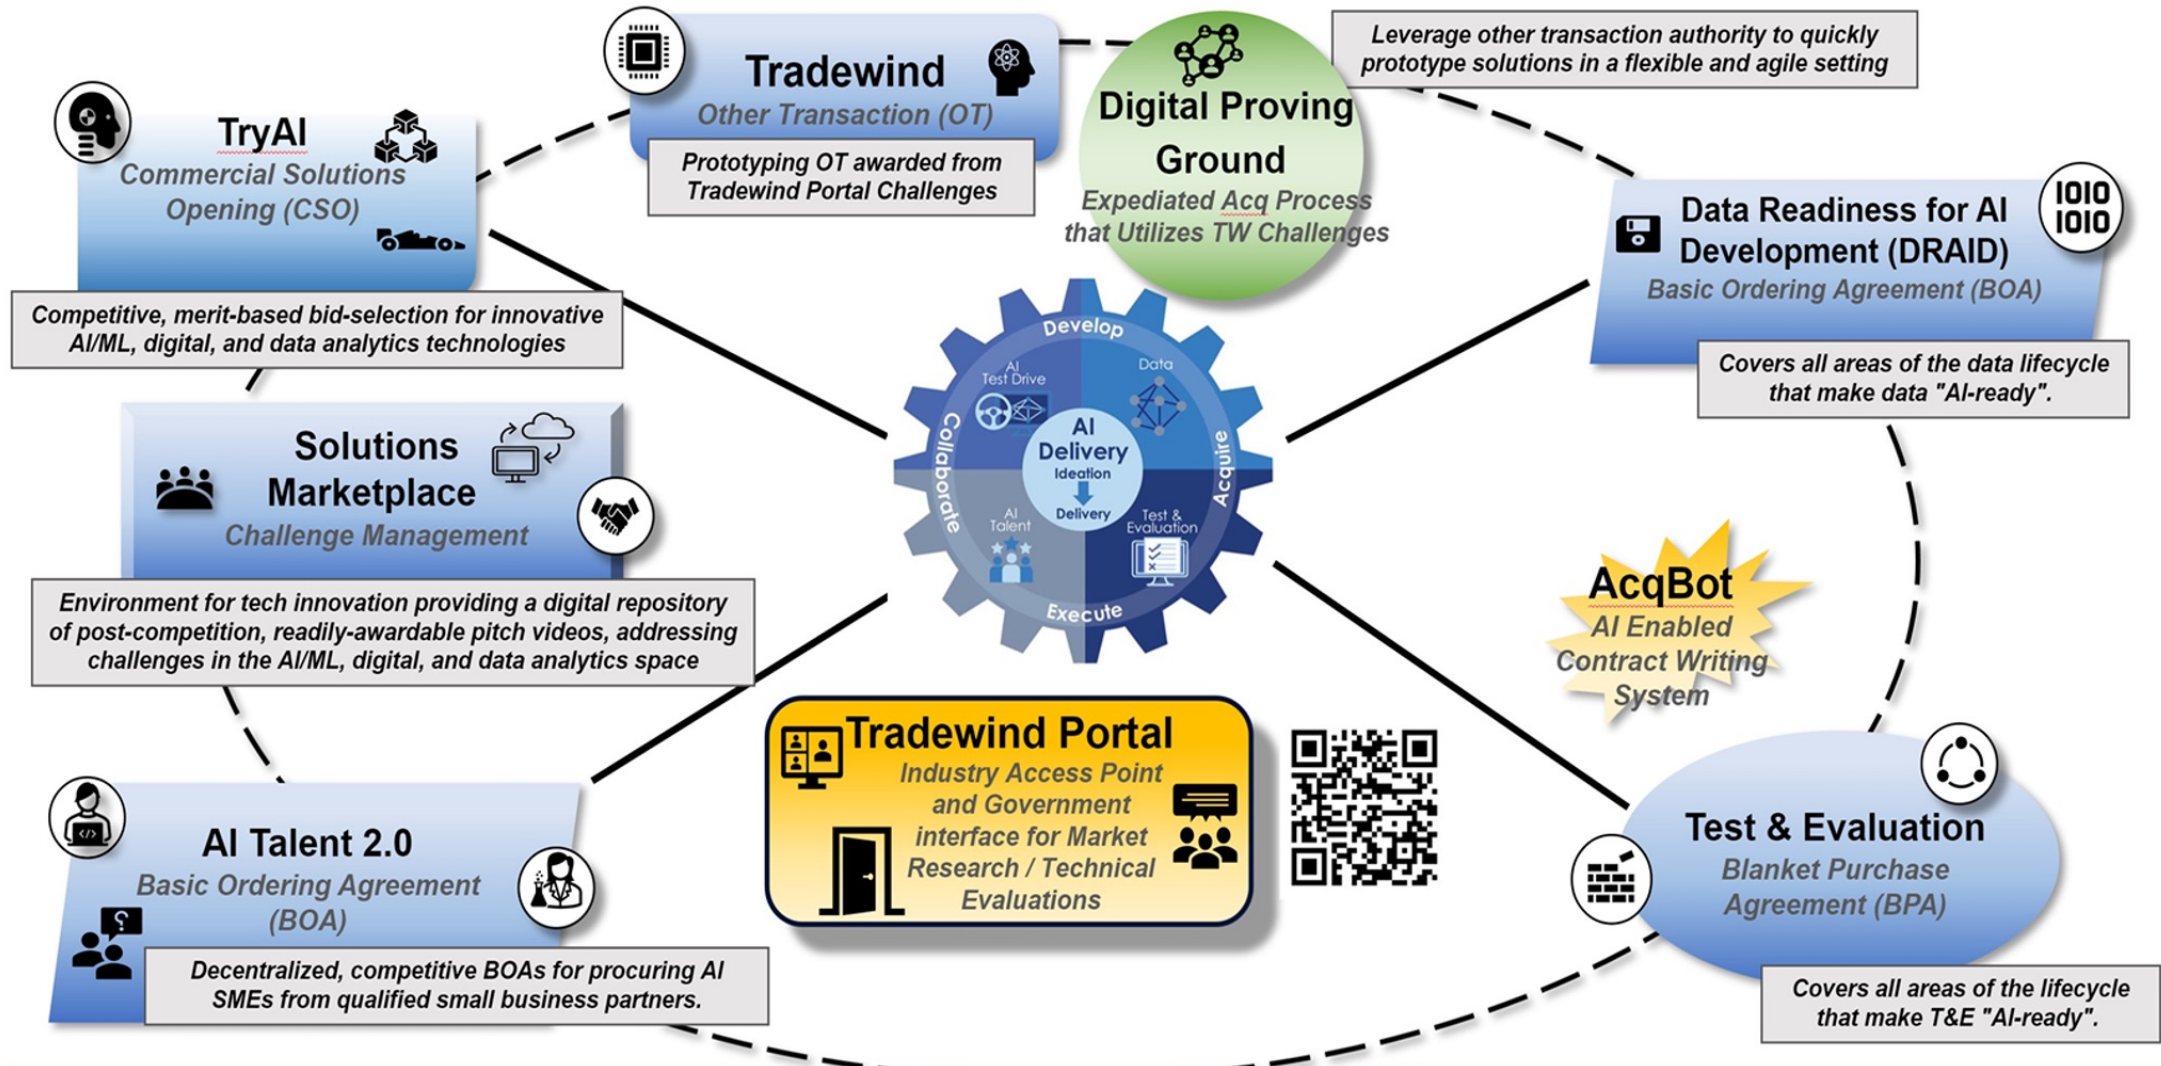 Tradewind
Other Transaction (OT)
Prototyping OT awarded from
Tradewind Portal Challenges
Digital Proving
Ground
Expediated Acq Process
that Utilizes TW Challenges
Leverage other transaction authority to quickly
prototype solutions in a flexible and agile setting
TryAI
Commercial Solutions
Opening (CSO)
Competitive, merit-based bid-selection for innovative
AI/ML, digital, and data analytics technologies
1010
1010
Data Readiness for AI
Development (DRAID)
Basic Ordering Agreement (BOA)
Covers all areas of the data lifecycle
that make data "AI-ready".
Solutions
Marketplace
Challenge Management
Environment for tech innovation providing a digital repository
of post-competition, readily-awardable pitch videos, addressing
challenges in the AI/ML, digital, and data analytics space
Develop
AI
Test Drive
Data
Collaborate
Acquire
AI
Delivery
Ideation
Delivery
AI
Talent
Test &
Evaluation
Execute
AcqBot
AI Enabled
Contract Writing
System
Tradewind Portal
Industry Access Point
and Government
interface for Market
Research / Technical
Evaluations
AI Talent 2.0
Basic Ordering Agreement
(BOA)
</>
?
Decentralized, competitive BOAs for procuring AI
SMEs from qualified small business partners.
Test & Evaluation
Blanket Purchase
Agreement (BPA)
Covers all areas of the lifecycle
that make T&E "AI-ready".